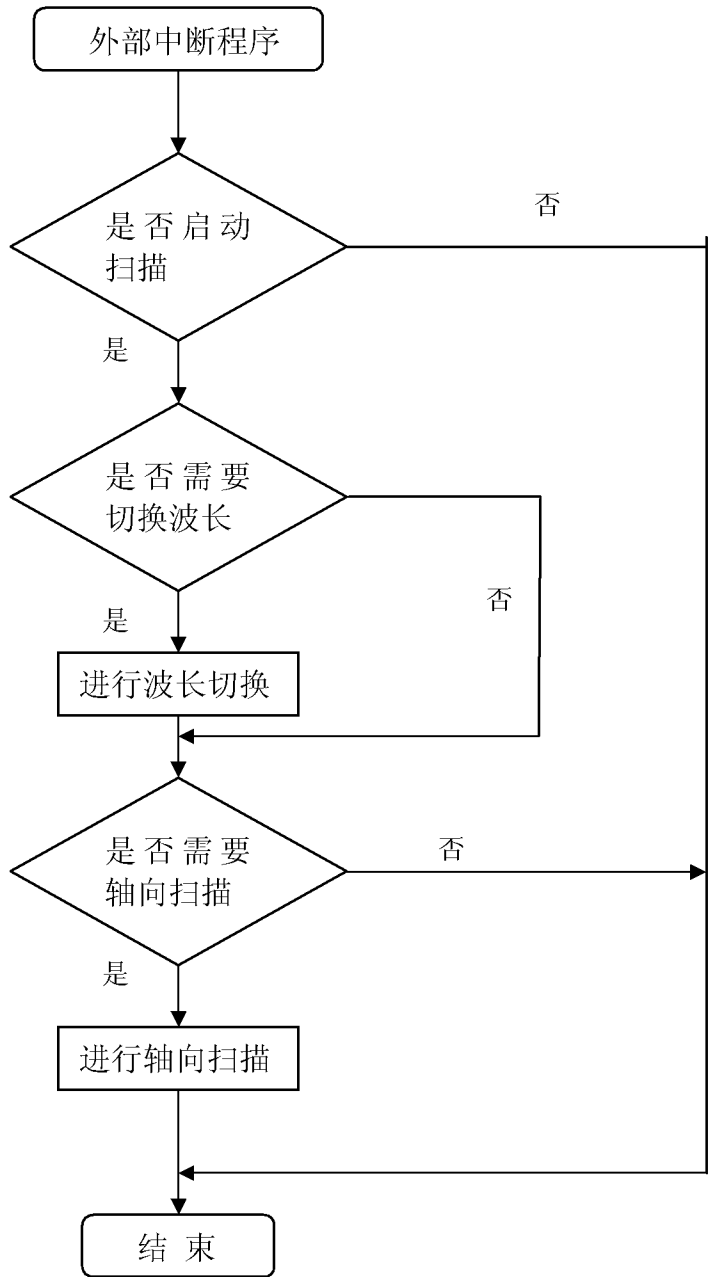 外部中断程序
否
是否启动
扫描
是
是否需要
切换波长
否
是
进行波长切换
是否需要
轴向扫描
否
是
进行轴向扫描
结 束